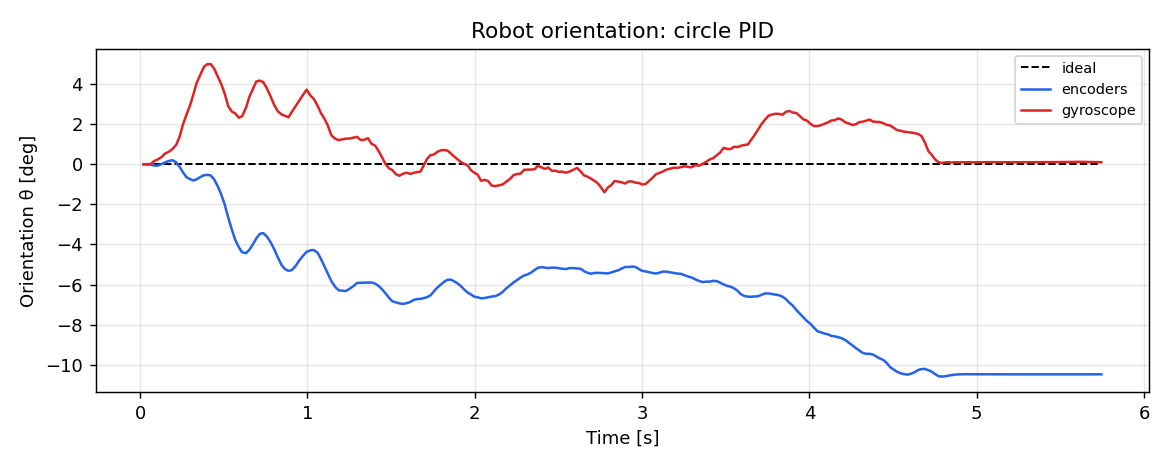 Robot orientation: circle PID
ideal
encoders
gyroscope
Orientation θ [deg]
4
2
0
−2
−4
−6
−8
−10
0 1 2 3 4 5 6
Time [s]